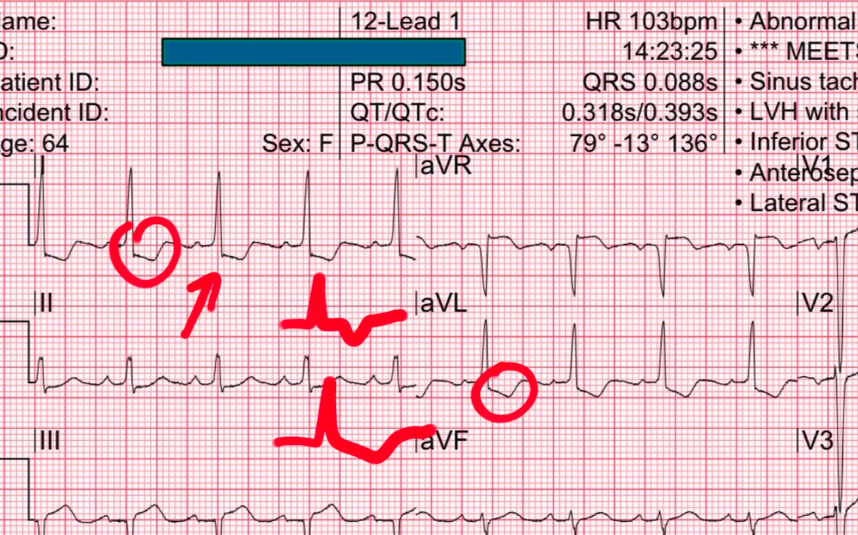 ame: 12-Lead 1 HR 103bpm • Abnormal
D: 14:23:25 • *** MEETS
atient ID: PR 0.150s QRS 0.088s • Sinus tach
ncident ID: QT/QTc: 0.318s/0.393s • LVH with
ge: 64 Sex: F P-QRS-T Axes: 79° -13° 136° • Inferior ST
• Anterosep
• Lateral ST
I aVR V1
II aVL V2
III aVF V3